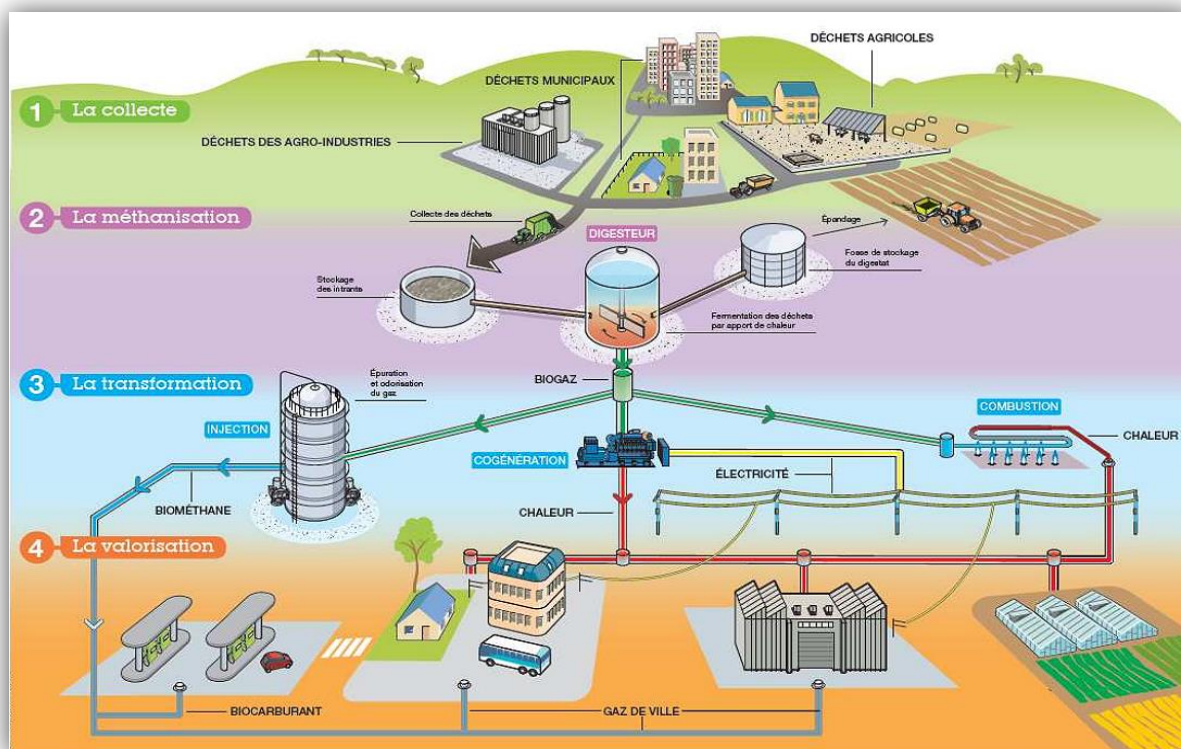 DÉCHETS AGRICOLES
DÉCHETS MUNICIPAUX
1 La collecte
DÉCHETS DES AGRO-INDUSTRIES
2 La méthanisation
Collecte des déchets
Épandage
DIGESTEUR
Fosse de stockage
du digestat
Stockage
des intrants
Fermentation des déchets
par apport de chaleur
3 La transformation
Épuration
et odorisation
du gaz
BIOGAZ
COMBUSTION
INJECTION
CHALEUR
COGÉNÉRATION
ÉLECTRICITÉ
BIOMÉTHANE
CHALEUR
4 La valorisation
BIOCARBURANT
GAZ DE VILLE